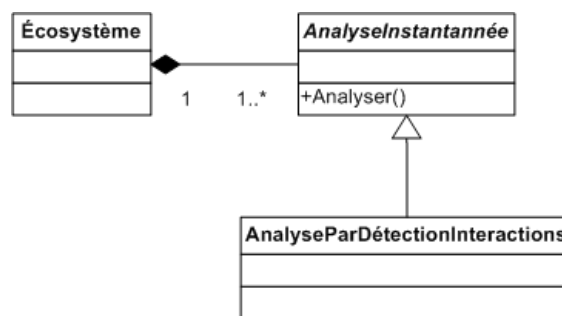 Écosystème
AnalyseInstantannée
1
1..*
+Analyser()
AnalyseParDétectionInteractions